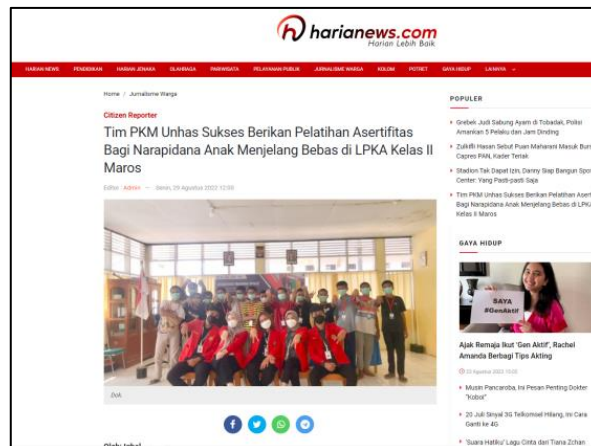 harianews.com
Harian Lebih Baik
HARIAN NEWS PENDIDIKAN HARIAN JENAKA OLAHRAGA PARIWISATA PELAYANAN PUBLIK JURNALISME WARGA KOLOM POTRET GAYA HIDUP LAINNYA
Home / Jurnalisme Warga
Citizen Reporter
Tim PKM Unhas Sukses Berikan Pelatihan Asertifitas
Bagi Narapidana Anak Menjelang Bebas di LPKA Kelas II
Maros
Editor : Admin — Senin, 29 Agustus 2022 12:00
Dok.
POPULER
Grebek Judi Sabung Ayam di Tobadak, Polisi
Amankan 5 Pelaku dan Jam Dinding
Zulkifli Hasan Sebut Puan Maharani Masuk Burs
Capres PAN, Kader Teriak
Stadion Tak Dapat Izin, Danny Siap Bangun Spor
Center: Yang Pasti-pasti Saja
Tim PKM Unhas Sukses Berikan Pelatihan Asert
Bagi Narapidana Anak Menjelang Bebas di LPKA
Kelas II Maros
GAYA HIDUP
SAYA
#GenAktif
Ajak Remaja Ikut 'Gen Aktif', Rachel
Amanda Berbagi Tips Akting
Agustus 2022
Musin Pancaroba, Ini Pesan Penting Dokter
"Koboi"
20 Juli Sinyal 3G Telkomsel Hilang, Ini Cara
Ganti ke 4G
'Suara Hatiku' Lagu Cinta dari Tiana Zchan